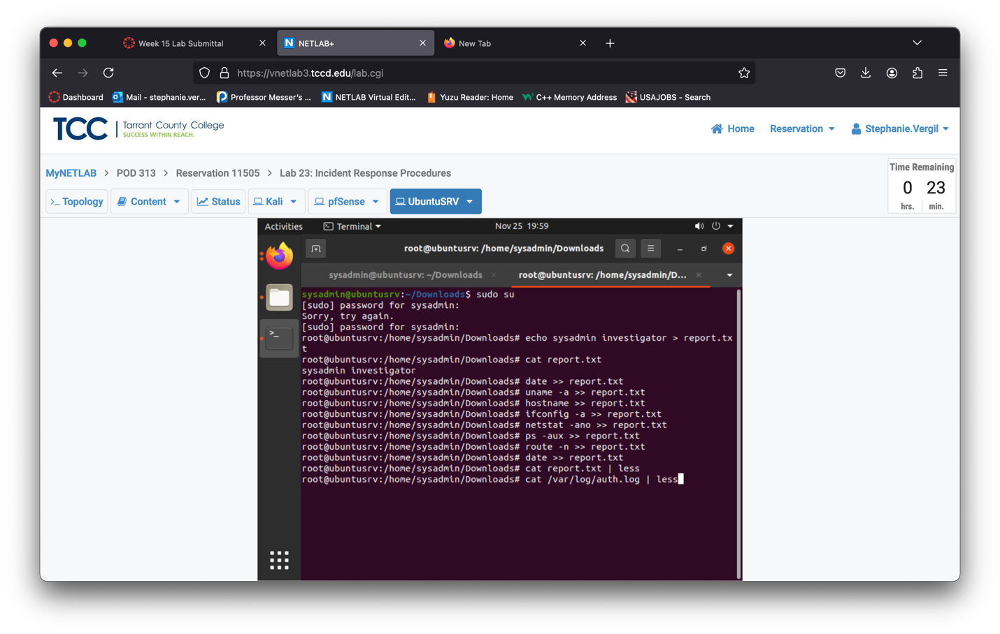 Week 15 Lab Submittal
NETLAB+
New Tab
https://vnetlab3.tccd.edu/lab.cgi
Dashboard
Mail - stephanie.ver...
Professor Messer's ...
NETLAB Virtual Edit...
Yuzu Reader: Home
C++ Memory Address
USAJOBS - Search
TCC Tarrant County College
SUCCESS WITHIN REACH.
Home
Reservation
Stephanie.Vergil
MyNETLAB > POD 313 > Reservation 11505 > Lab 23: Incident Response Procedures
Time Remaining
0 23
hrs. min.
>_ Topology
Content
Status
Kali
pfSense
UbuntuSRV
Activities
Terminal
Nov 25 19:59
root@ubuntusrv: /home/sysadmin/Downloads
sysadmin@ubuntusrv: ~/Downloads
root@ubuntusrv: /home/sysadmin/D...
sysadmin@ubuntusrv:~/Downloads$ sudo su
[sudo] password for sysadmin:
Sorry, try again.
[sudo] password for sysadmin:
root@ubuntusrv:/home/sysadmin/Downloads# echo sysadmin investigator > report.tx
t
root@ubuntusrv:/home/sysadmin/Downloads# cat report.txt
sysadmin investigator
root@ubuntusrv:/home/sysadmin/Downloads# date >> report.txt
root@ubuntusrv:/home/sysadmin/Downloads# uname -a >> report.txt
root@ubuntusrv:/home/sysadmin/Downloads# hostname >> report.txt
root@ubuntusrv:/home/sysadmin/Downloads# ifconfig -a >> report.txt
root@ubuntusrv:/home/sysadmin/Downloads# netstat -ano >> report.txt
root@ubuntusrv:/home/sysadmin/Downloads# ps -aux >> report.txt
root@ubuntusrv:/home/sysadmin/Downloads# route -n >> report.txt
root@ubuntusrv:/home/sysadmin/Downloads# date >> report.txt
root@ubuntusrv:/home/sysadmin/Downloads# cat report.txt | less
root@ubuntusrv:/home/sysadmin/Downloads# cat /var/log/auth.log | less